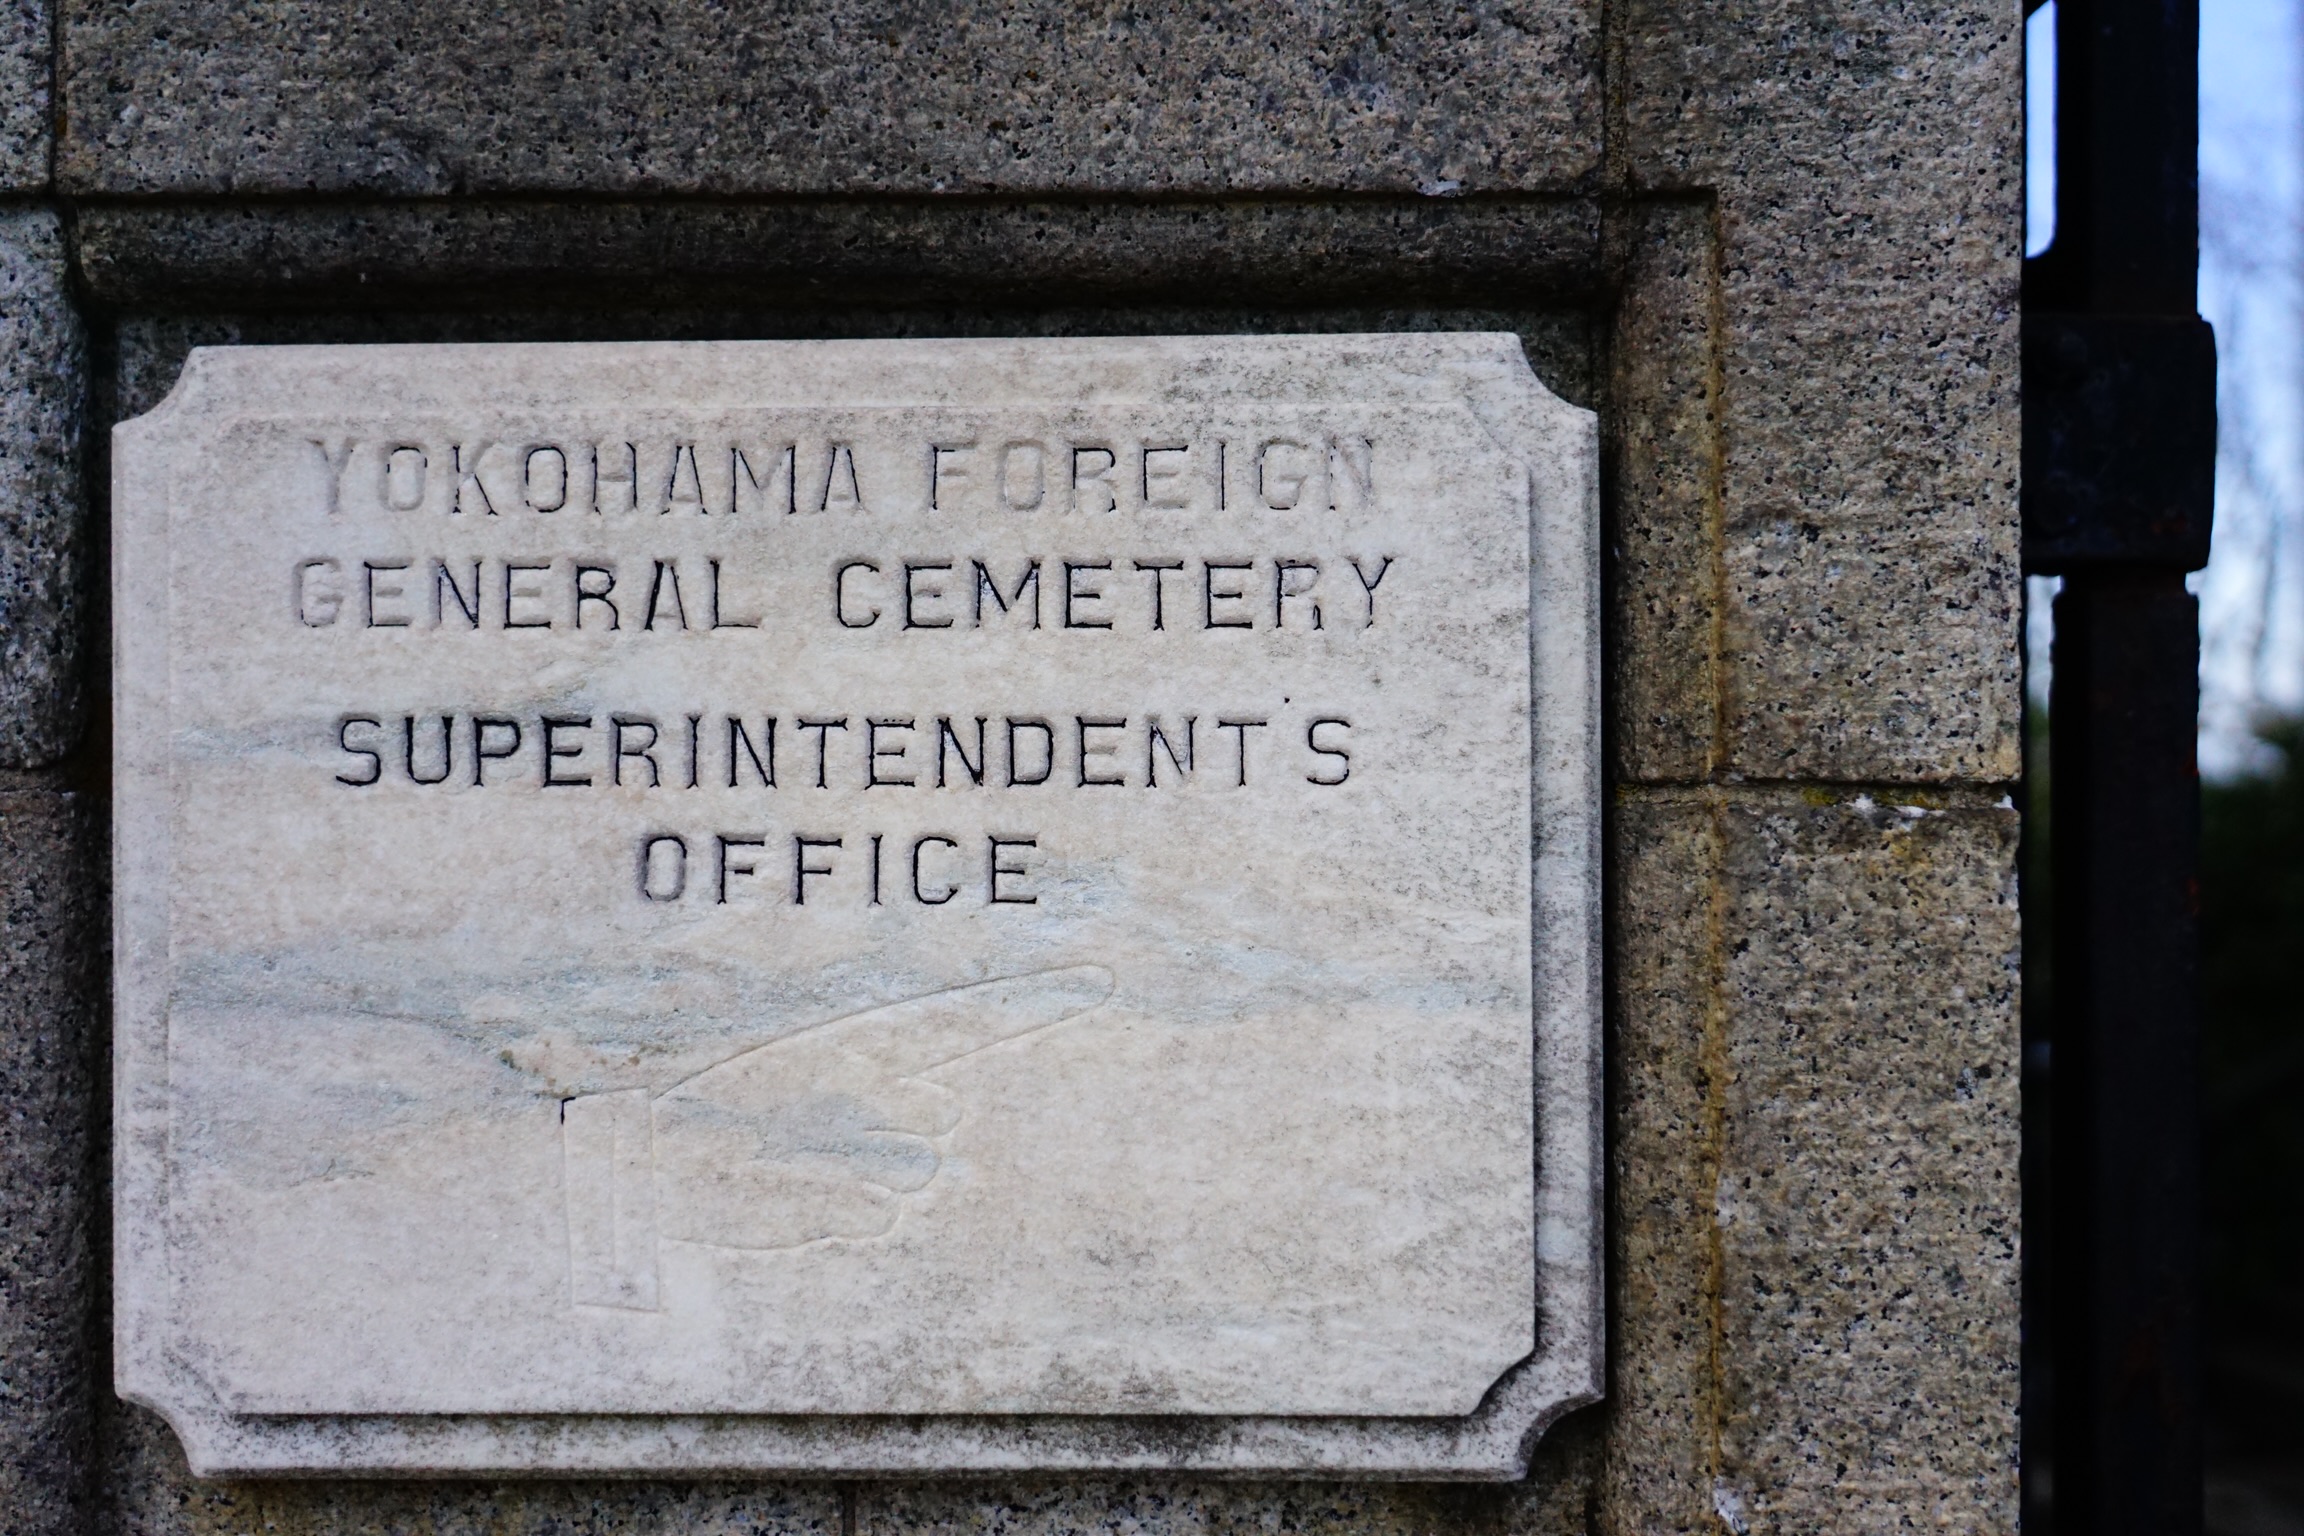 YOKOHAMA FOREIGN
GENERAL CEMETERY
SUPERINTENDENT'S
OFFICE